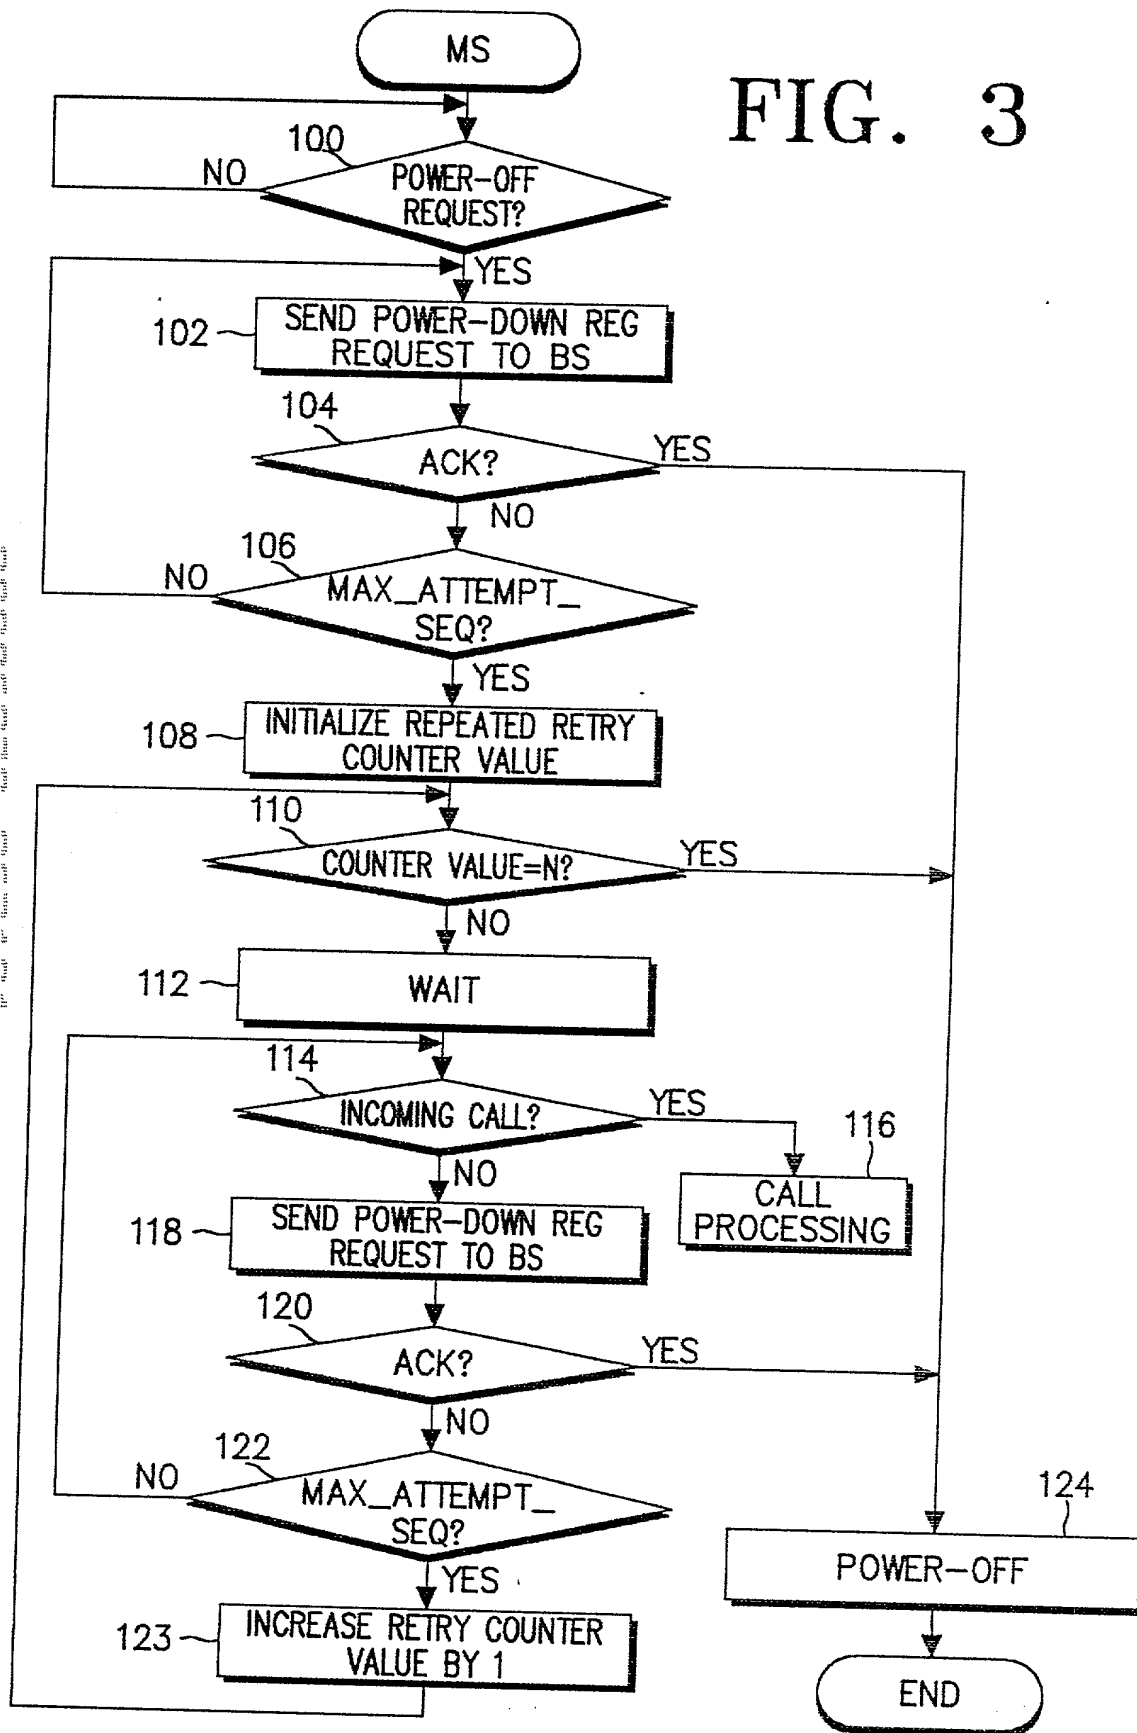 MS
FIG. 3
100
NO
POWER-OFF
REQUEST?
YES
102
SEND POWER-DOWN REG
REQUEST TO BS
104
ACK?
YES
NO
106
NO
MAX_ATTEMPT_
SEQ?
YES
108
INITIALIZE REPEATED RETRY
COUNTER VALUE
110
COUNTER VALUE=N?
YES
NO
112
WAIT
114
INCOMING CALL?
YES
116
CALL
PROCESSING
NO
118
SEND POWER-DOWN REG
REQUEST TO BS
120
ACK?
YES
NO
122
NO
MAX_ATTEMPT_
SEQ?
YES
124
POWER-OFF
123
INCREASE RETRY COUNTER
VALUE BY 1
END